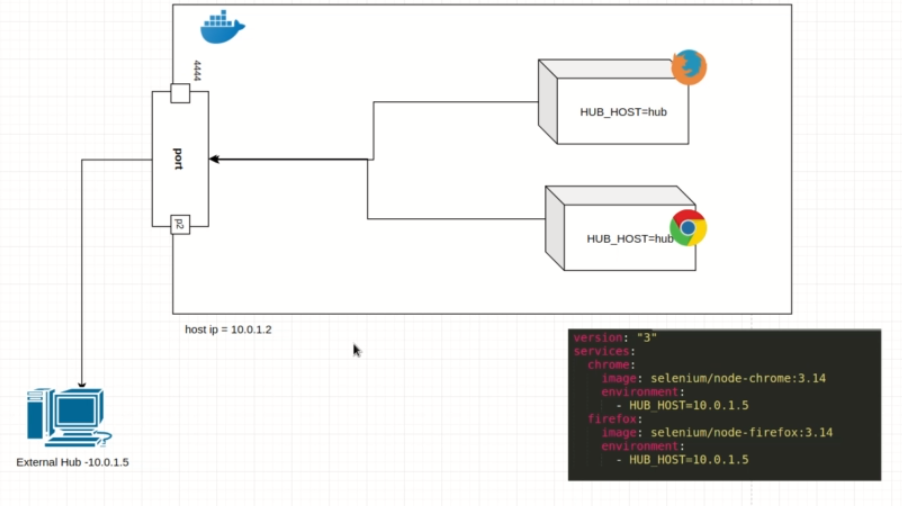 4444
HUB_HOST=hub
port
p2
HUB_HOST=hub
host ip = 10.0.1.2
External Hub -10.0.1.5
version: "3"
services:
  chrome:
    image: selenium/node-chrome:3.14
    environment:
      - HUB_HOST=10.0.1.5
  firefox:
    image: selenium/node-firefox:3.14
    environment:
      - HUB_HOST=10.0.1.5